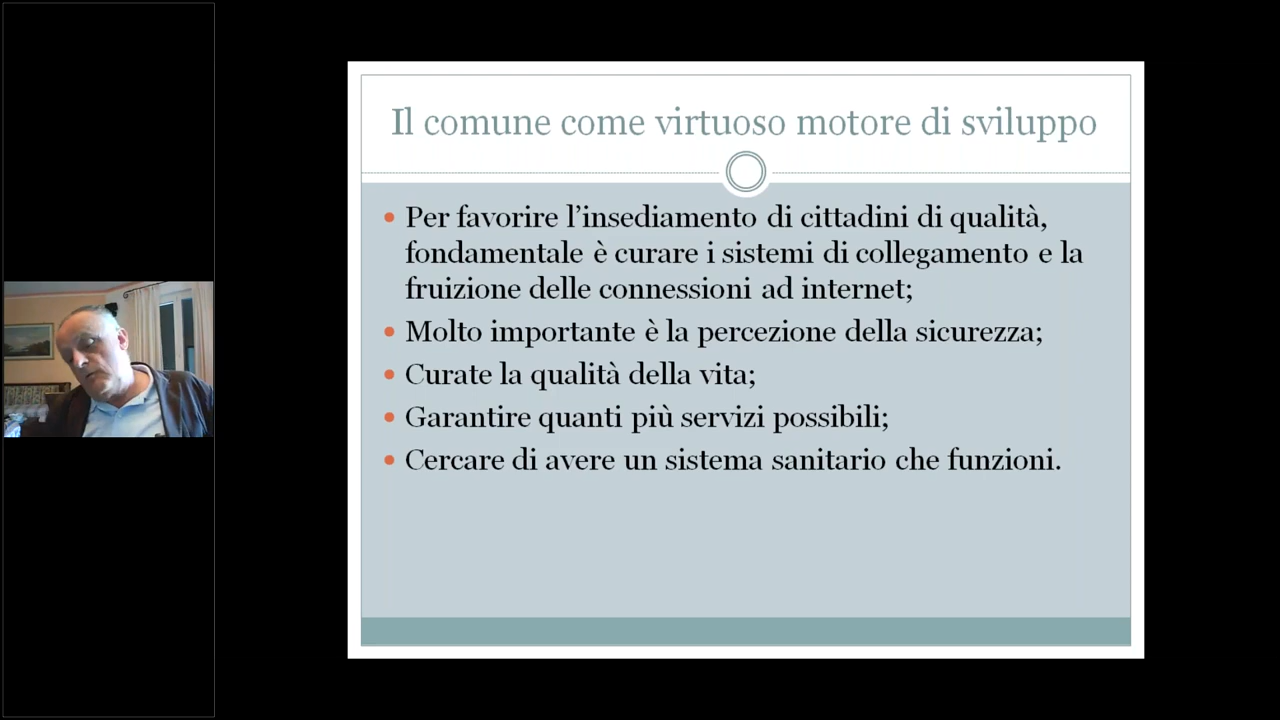 Il comune come virtuoso motore di sviluppo
Per favorire l’insediamento di cittadini di qualità,
fondamentale è curare i sistemi di collegamento e la
fruizione delle connessioni ad internet;
Molto importante è la percezione della sicurezza;
Curate la qualità della vita;
Garantire quanti più servizi possibili;
Cercare di avere un sistema sanitario che funzioni.